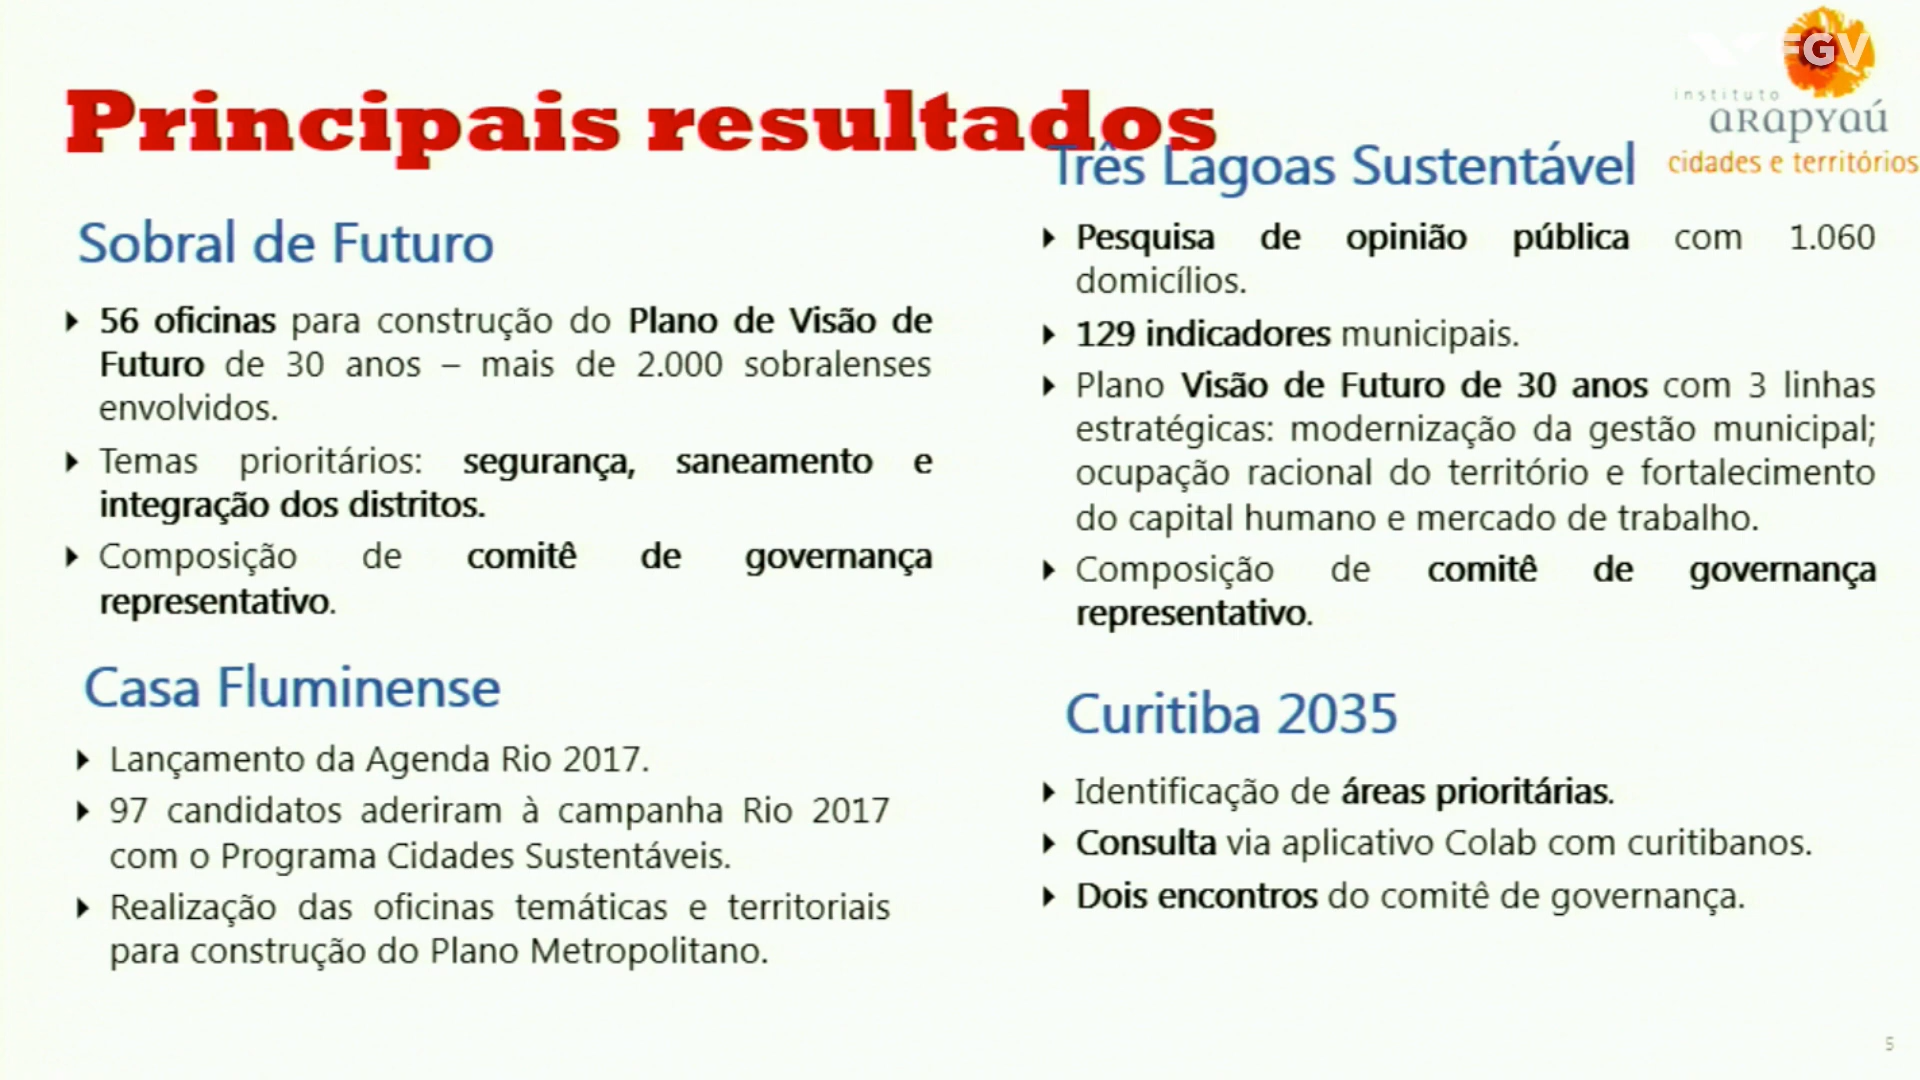 Principais resultados
FGV
instituto
arapyaú
cidades e territórios
Sobral de Futuro
56 oficinas para construção do Plano de Visão de
Futuro de 30 anos – mais de 2.000 sobralenses
envolvidos.
Temas prioritários: segurança, saneamento e
integração dos distritos.
Composição de comitê de governança
representativo.
Casa Fluminense
Lançamento da Agenda Rio 2017.
97 candidatos aderiram à campanha Rio 2017
com o Programa Cidades Sustentáveis.
Realização das oficinas temáticas e territoriais
para construção do Plano Metropolitano.
Três Lagoas Sustentável
Pesquisa de opinião pública com 1.060
domicílios.
129 indicadores municipais.
Plano Visão de Futuro de 30 anos com 3 linhas
estratégicas: modernização da gestão municipal;
ocupação racional do território e fortalecimento
do capital humano e mercado de trabalho.
Composição de comitê de governança
representativo.
Curitiba 2035
Identificação de áreas prioritárias.
Consulta via aplicativo Colab com curitibanos.
Dois encontros do comitê de governança.
5